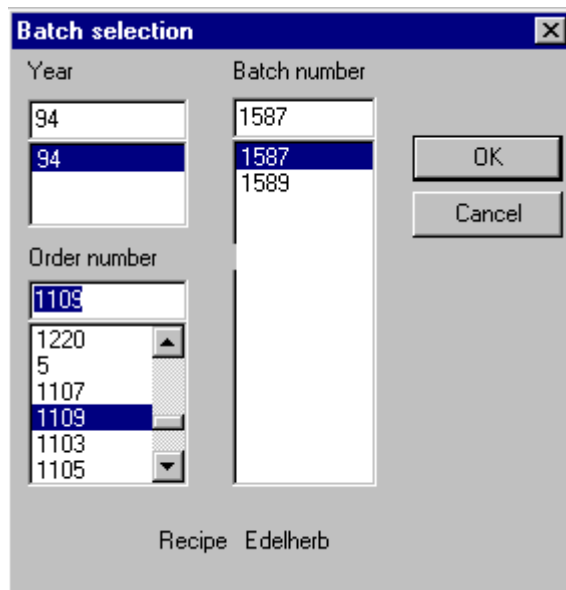 Batch selection
Year
Batch number
94
1587
94
1587
1589
OK
Cancel
Order number
1109
1220
5
1107
1109
1103
1105
Recipe Edelherb